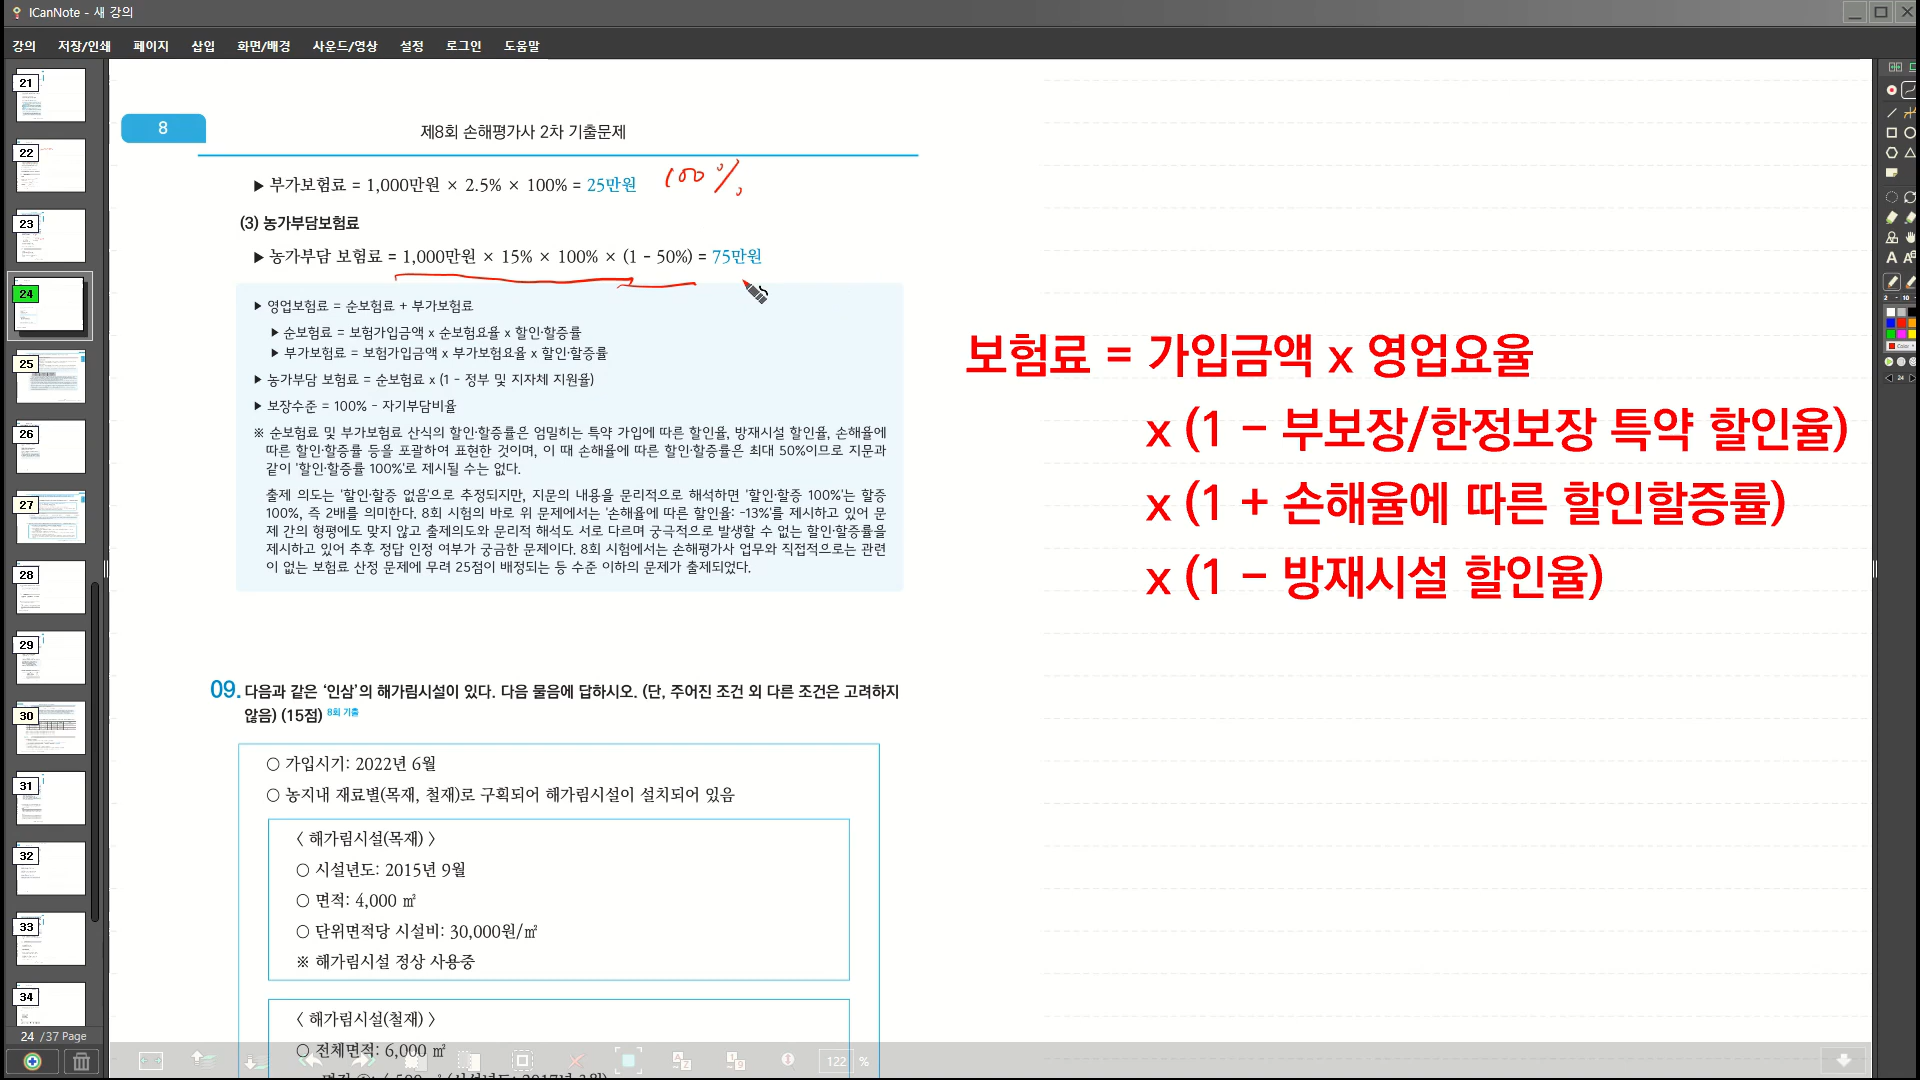 ICanNote - 새 강의
강의 저장/인쇄 페이지 삽입 화면/배경 사운드/영상 설정 로그인 도움말
21
22
23
24
25
26
27
28
29
30
31
32
33
34
24 /37 Page
8
제8회 손해평가사 2차 기출문제
▶ 부가보험료 = 1,000만원 × 2.5% × 100% = 25만원
100%
(3) 농가부담보험료
▶ 농가부담 보험료 = 1,000만원 × 15% × 100% × (1 - 50%) = 75만원
▶ 영업보험료 = 순보험료 + 부가보험료
▶ 순보험료 = 보험가입금액 x 순보험요율 x 할인·할증률
▶ 부가보험료 = 보험가입금액 x 부가보험요율 x 할인·할증률
▶ 농가부담 보험료 = 순보험료 x (1 - 정부 및 지자체 지원율)
▶ 보장수준 = 100% - 자기부담비율
※ 순보험료 및 부가보험료 산식의 할인·할증률은 엄밀히는 특약 가입에 따른 할인율, 방재시설 할인율, 손해율에
따른 할인·할증률 등을 포괄하여 표현한 것이며, 이 때 손해율에 따른 할인·할증률은 최대 50%이므로 지문과
같이 '할인·할증률 100%'로 제시될 수는 없다.
출제 의도는 '할인·할증 없음'으로 추정되지만, 지문의 내용을 문리적으로 해석하면 '할인·할증 100%'는 할증
100%, 즉 2배를 의미한다. 8회 시험의 바로 위 문제에서는 '손해율에 따른 할인율: -13%'를 제시하고 있어 문
제 간의 형평에도 맞지 않고 출제의도와 문리적 해석도 서로 다르며 궁극적으로 발생할 수 없는 할인·할증률을
제시하고 있어 추후 정답 인정 여부가 궁금한 문제이다. 8회 시험에서는 손해평가사 업무와 직접적으로는 관련
이 없는 보험료 산정 문제에 무려 25점이 배정되는 등 수준 이하의 문제가 출제되었다.
보험료 = 가입금액 x 영업요율
x (1 - 부보장/한정보장 특약 할인율)
x (1 + 손해율에 따른 할인할증률)
x (1 - 방재시설 할인율)
09. 다음과 같은 '인삼'의 해가림시설이 있다. 다음 물음에 답하시오. (단, 주어진 조건 외 다른 조건은 고려하지
않음) (15점) 8회 기출
○ 가입시기: 2022년 6월
○ 농지내 재료별(목재, 철재)로 구획되어 해가림시설이 설치되어 있음
〈 해가림시설(목재) 〉
○ 시설년도: 2015년 9월
○ 면적: 4,000 ㎡
○ 단위면적당 시설비: 30,000원/㎡
※ 해가림시설 정상 사용중
〈 해가림시설(철재) 〉
○ 전체면적: 6,000 ㎡
122 %